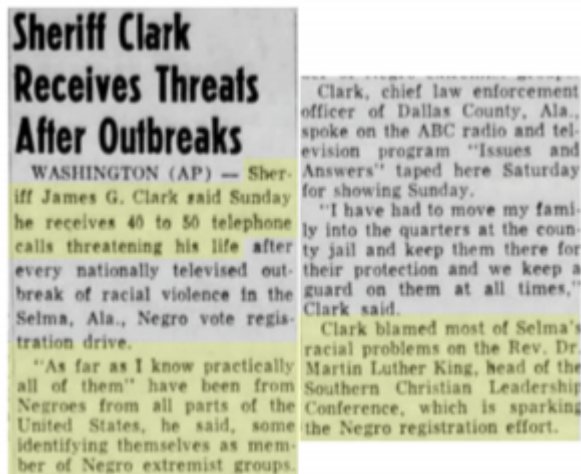 Sheriff Clark
Receives Threats
After Outbreaks
WASHINGTON (AP) — Sher-
iff James G. Clark said Sunday
he receives 40 to 50 telephone
calls threatening his life after
every nationally televised out-
break of racial violence in the
Selma, Ala., Negro vote regis-
tration drive.
"As far as I know practically
all of them" have been from
Negroes from all parts of the
United States, he said, some
identifying themselves as mem-
ber of Negro extremist groups.
Clark, chief law enforcement
officer of Dallas County, Ala.,
spoke on the ABC radio and tel-
evision program "Issues and
Answers" taped here Saturday
for showing Sunday.
"I have had to move my fami-
ly into the quarters at the coun-
ty jail and keep them there for
their protection and we keep a
guard on them at all times,"
Clark said.
Clark blamed most of Selma's
racial problems on the Rev. Dr.
Martin Luther King, head of the
Southern Christian Leadership
Conference, which is sparking
the Negro registration effort.